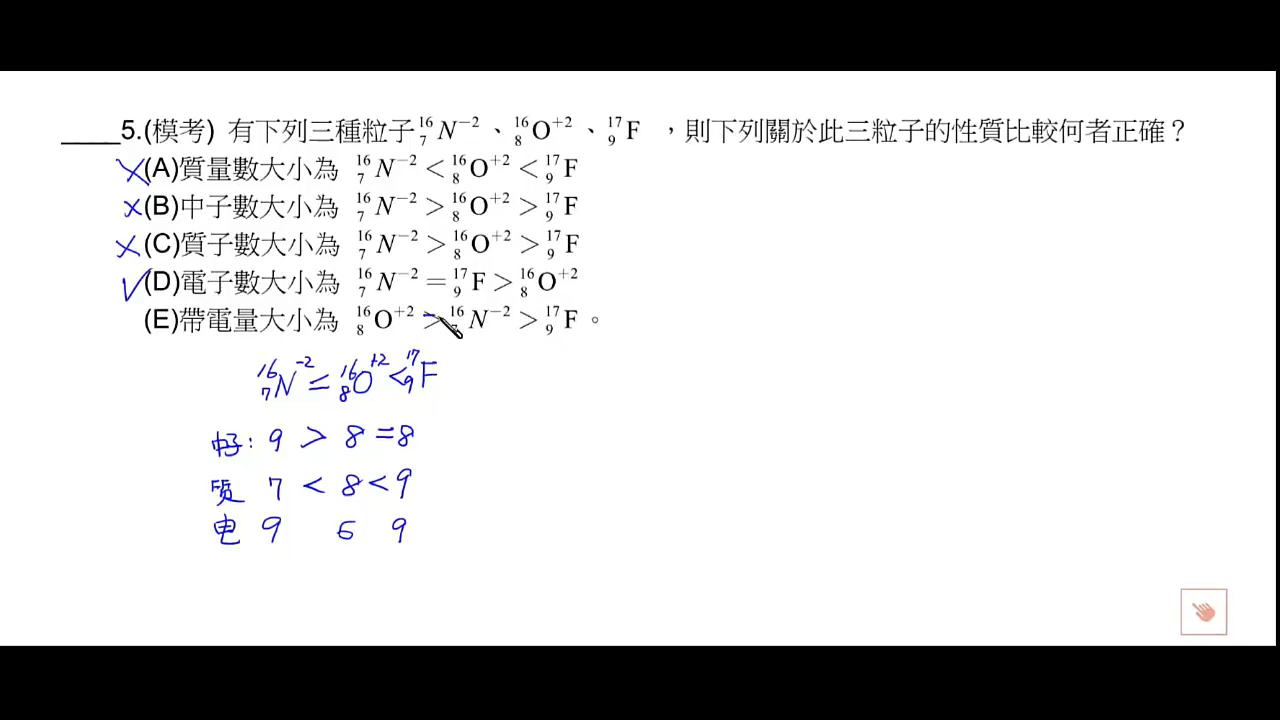 ____5.(模考) 有下列三種粒子 ¹⁶₇N⁻²、¹⁶₈O⁺²、¹⁷₉F ,則下列關於此三粒子的性質比較何者正確?
×(A)質量數大小為 ¹⁶₇N⁻² < ¹⁶₈O⁺² < ¹⁷₉F
×(B)中子數大小為 ¹⁶₇N⁻² > ¹⁶₈O⁺² > ¹⁷₉F
×(C)質子數大小為 ¹⁶₇N⁻² > ¹⁶₈O⁺² > ¹⁷₉F
✓(D)電子數大小為 ¹⁶₇N⁻² = ¹⁷₉F > ¹⁶₈O⁺²
(E)帶電量大小為 ¹⁶₈O⁺² > ¹⁶₇N⁻² > ¹⁷₉F。
¹⁶₇N⁻² = ¹⁶₈O⁺² < ¹⁷₉F
: 9 > 8 = 8
質 7 < 8 < 9
电 9 6 9